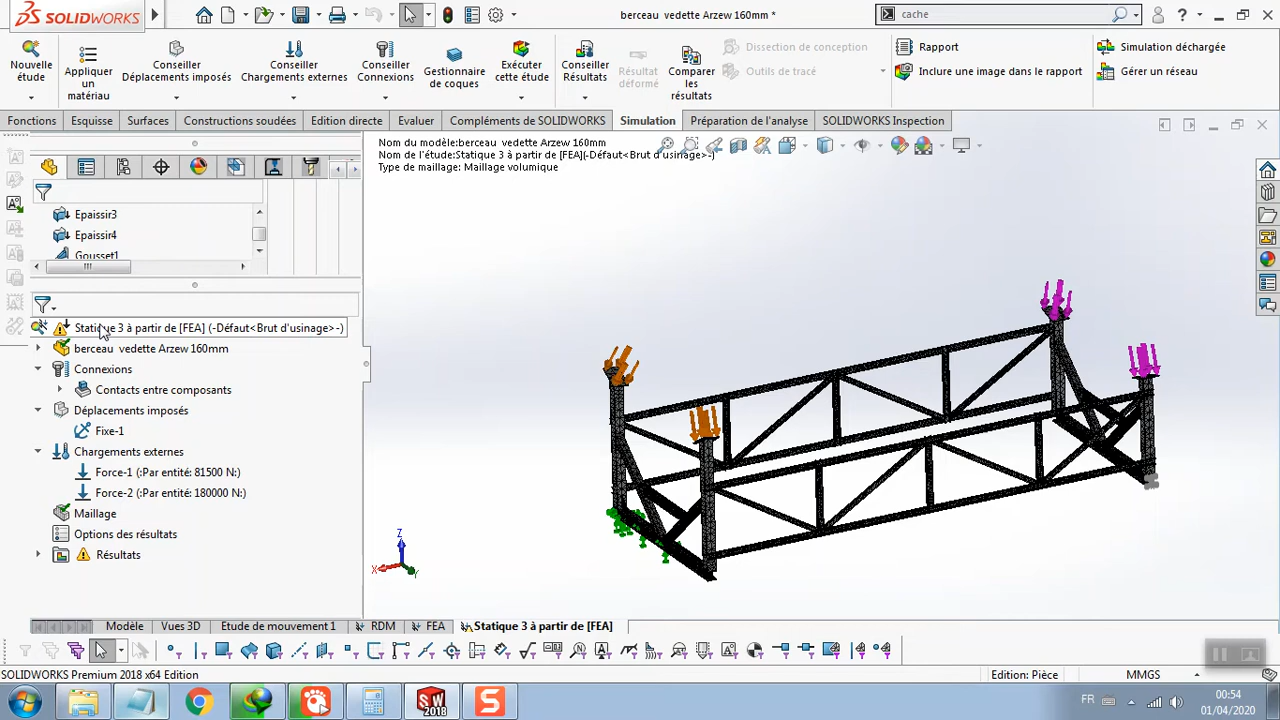 SOLIDWORKS
berceau  vedette Arzew 160mm *
cache
Nouvelle étude
Appliquer un matériau
Conseiller Déplacements imposés
Conseiller Chargements externes
Conseiller Connexions
Gestionnaire de coques
Exécuter cette étude
Conseiller Résultats
Résultat déformé
Comparer les résultats
Dissection de conception
Outils de tracé
Rapport
Inclure une image dans le rapport
Simulation déchargée
Gérer un réseau
Fonctions
Esquisse
Surfaces
Constructions soudées
Edition directe
Evaluer
Compléments de SOLIDWORKS
Simulation
Préparation de l'analyse
SOLIDWORKS Inspection
Nom du modèle:berceau  vedette Arzew 160mm
Nom de l'étude:Statique 3 à partir de [FEA](-Défaut<Brut d'usinage>-)
Type de maillage: Maillage volumique
Epaissir3
Epaissir4
Gousset1
Statique 3 à partir de [FEA] (-Défaut<Brut d'usinage>-)
berceau  vedette Arzew 160mm
Connexions
Contacts entre composants
Déplacements imposés
Fixe-1
Chargements externes
Force-1 (:Par entité: 81500 N:)
Force-2 (:Par entité: 180000 N:)
Maillage
Options des résultats
Résultats
Z
X
Y
Modèle
Vues 3D
Etude de mouvement 1
RDM
FEA
Statique 3 à partir de [FEA]
SOLIDWORKS Premium 2018 x64 Edition
Edition: Pièce
MMGS
SW
2018
S
FR
00:54
01/04/2020